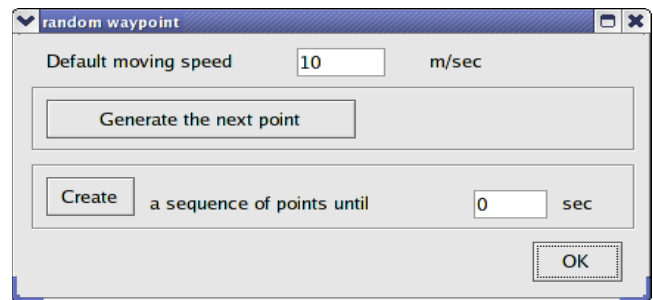 random waypoint
Default moving speed 10 m/sec
Generate the next point
Create a sequence of points until 0 sec
OK